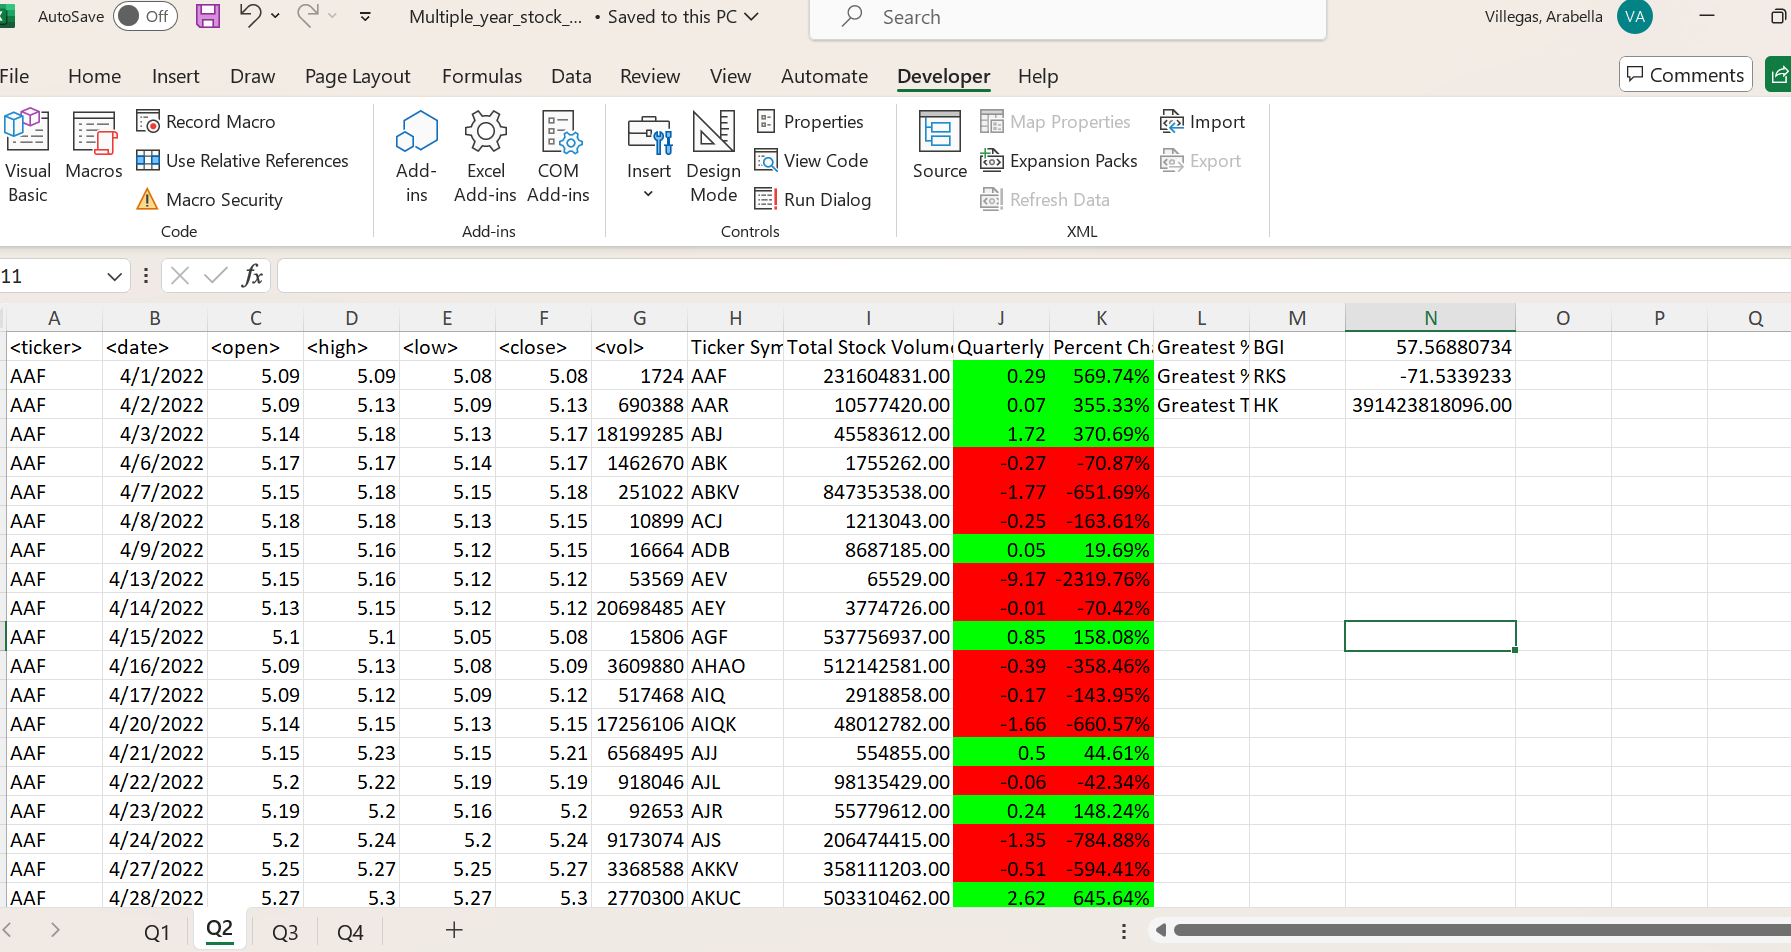 AutoSave Off Multiple_year_stock_... • Saved to this PC Search Villegas, Arabella VA
File Home Insert Draw Page Layout Formulas Data Review View Automate Developer Help Comments
Visual Basic Macros Record Macro Use Relative References Macro Security
Add-ins Excel Add-ins COM Add-ins
Insert Design Mode Properties View Code Run Dialog
Source Map Properties Expansion Packs Refresh Data Import Export
Code Add-ins Controls XML
11 fx
A B C D E F G H I J K L M N O P Q
<ticker> <date> <open> <high> <low> <close> <vol> Ticker Sym Total Stock Volum Quarterly Percent Ch Greatest % BGI 57.56880734
AAF 4/1/2022 5.09 5.09 5.08 5.08 1724 AAF 231604831.00 0.29 569.74% Greatest % RKS -71.5339233
AAF 4/2/2022 5.09 5.13 5.09 5.13 690388 AAR 10577420.00 0.07 355.33% Greatest T HK 391423818096.00
AAF 4/3/2022 5.14 5.18 5.13 5.17 18199285 ABJ 45583612.00 1.72 370.69%
AAF 4/6/2022 5.17 5.17 5.14 5.17 1462670 ABK 1755262.00 -0.27 -70.87%
AAF 4/7/2022 5.15 5.18 5.15 5.18 251022 ABKV 847353538.00 -1.77 -651.69%
AAF 4/8/2022 5.18 5.18 5.13 5.15 10899 ACJ 1213043.00 -0.25 -163.61%
AAF 4/9/2022 5.15 5.16 5.12 5.15 16664 ADB 8687185.00 0.05 19.69%
AAF 4/13/2022 5.15 5.16 5.12 5.12 53569 AEV 65529.00 -9.17 -2319.76%
AAF 4/14/2022 5.13 5.15 5.12 5.12 20698485 AEY 3774726.00 -0.01 -70.42%
AAF 4/15/2022 5.1 5.1 5.05 5.08 15806 AGF 537756937.00 0.85 158.08%
AAF 4/16/2022 5.09 5.13 5.08 5.09 3609880 AHAO 512142581.00 -0.39 -358.46%
AAF 4/17/2022 5.09 5.12 5.09 5.12 517468 AIQ 2918858.00 -0.17 -143.95%
AAF 4/20/2022 5.14 5.15 5.13 5.15 17256106 AIQK 48012782.00 -1.66 -660.57%
AAF 4/21/2022 5.15 5.23 5.15 5.21 6568495 AJJ 554855.00 0.5 44.61%
AAF 4/22/2022 5.2 5.22 5.19 5.19 918046 AJL 98135429.00 -0.06 -42.34%
AAF 4/23/2022 5.19 5.2 5.16 5.2 92653 AJR 55779612.00 0.24 148.24%
AAF 4/24/2022 5.2 5.24 5.2 5.24 9173074 AJS 206474415.00 -1.35 -784.88%
AAF 4/27/2022 5.25 5.27 5.25 5.27 3368588 AKKV 358111203.00 -0.51 -594.41%
AAF 4/28/2022 5.27 5.3 5.27 5.3 2770300 AKUC 503310462.00 2.62 645.64%
Q1 Q2 Q3 Q4